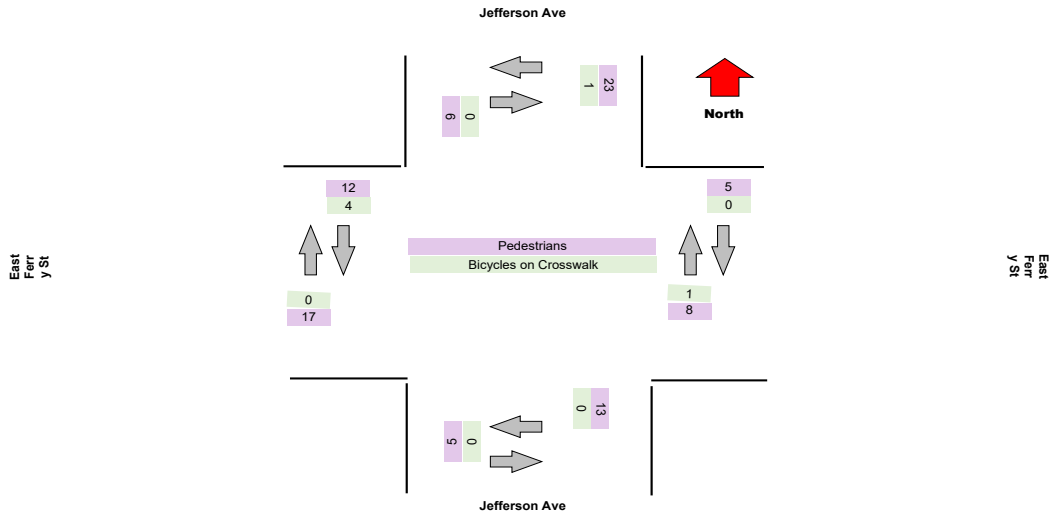 Jefferson Ave
23
1
6
0
North
12
4
5
0
Pedestrians
Bicycles on Crosswalk
East
Ferr
y St
East
Ferr
y St
0
17
1
8
13
0
5
0
Jefferson Ave